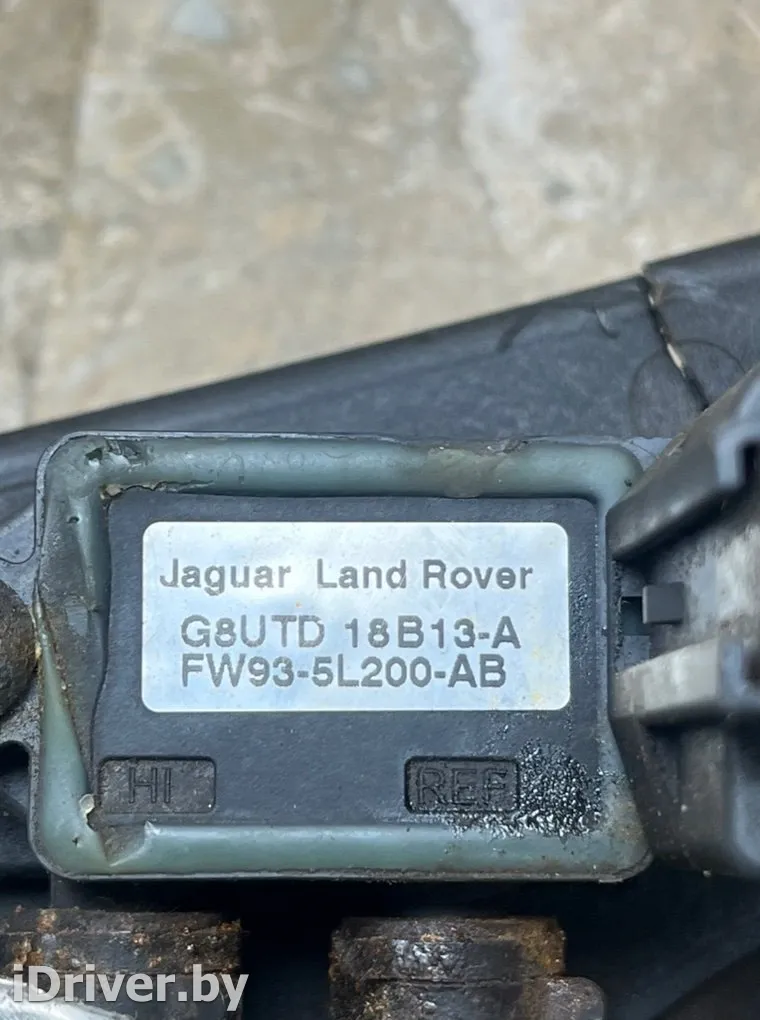 Jaguar Land Rover
G8UTD 18B13-A
FW93-5L200-AB
HI REF
iDriver.by